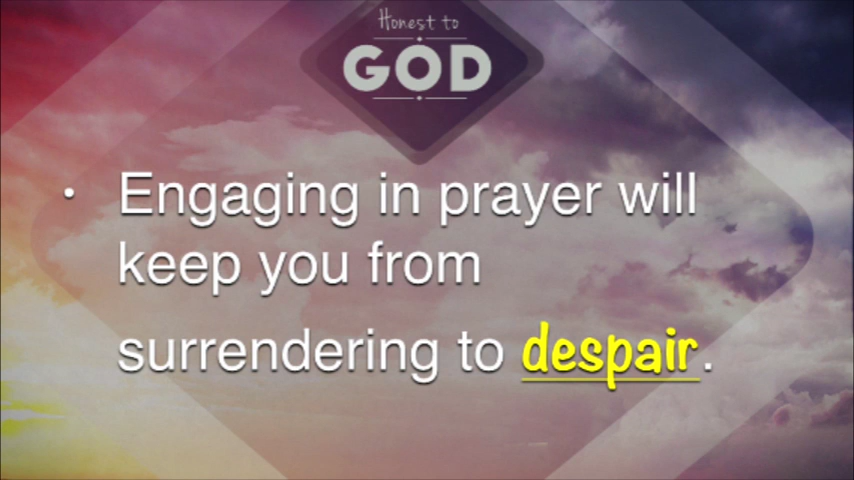 Honest to
GOD
• Engaging in prayer will
keep you from
surrendering to despair.